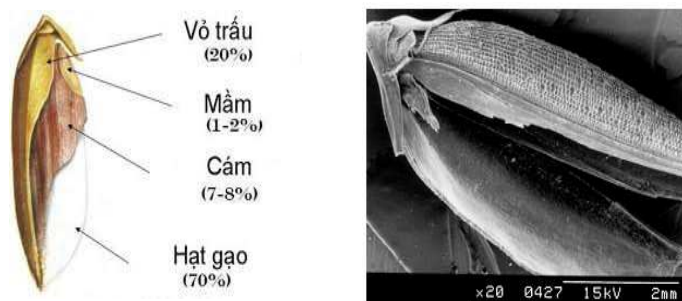 Vỏ trấu
(20%)
Mầm
(1-2%)
Cám
(7-8%)
Hạt gạo
(70%)
x20 0427 15kV 2mm